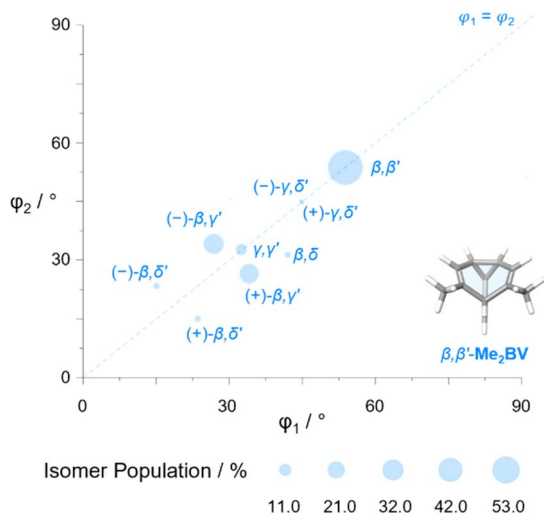 90
φ₁ = φ₂
60
β,β'
(−)-γ,δ'
φ₂ / °
(−)-β,γ'
(+)-γ,δ'
30
γ,γ'
β,δ
(−)-β,δ'
(+)-β,γ'
(+)-β,δ'
β,β'-Me₂BV
0
0 30 60 90
φ₁ / °
Isomer Population / %
11.0 21.0 32.0 42.0 53.0